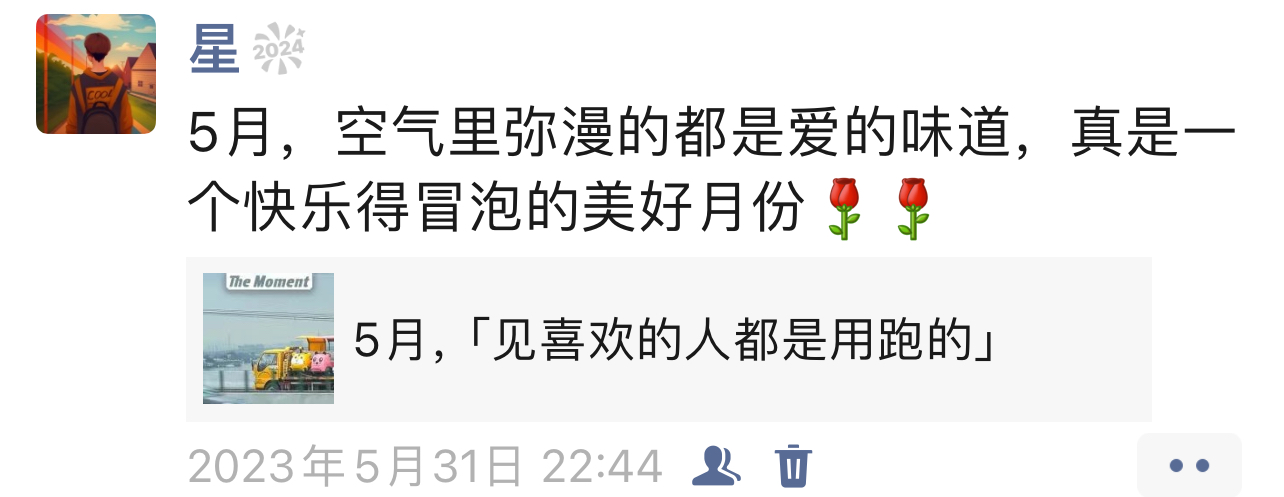 星 2024
5月，空气里弥漫的都是爱的味道，真是一
个快乐得冒泡的美好月份🌹🌹
The Moment
5月,「见喜欢的人都是用跑的」
2023年5月31日 22:44
COOL